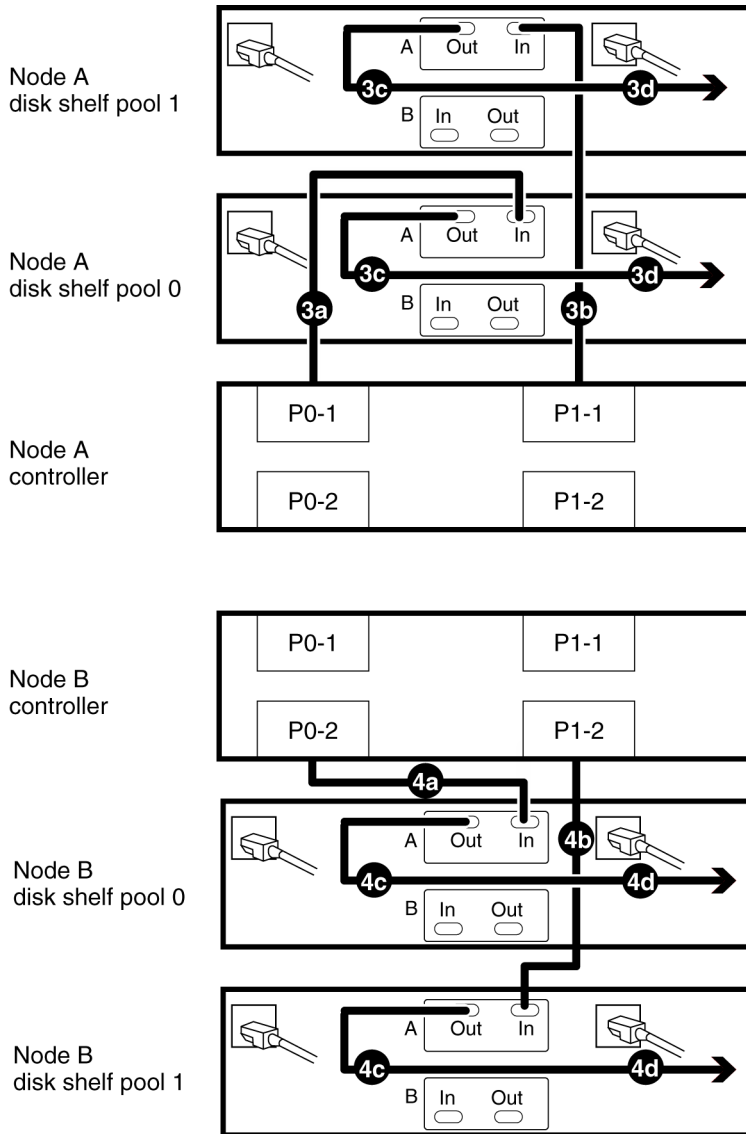 Node A
disk shelf pool 1
A
Out In
3c
3d
B
In Out
Node A
disk shelf pool 0
A
Out In
3c
3d
3a
3b
B
In Out
Node A
controller
P0-1
P1-1
P0-2
P1-2
Node B
controller
P0-1
P1-1
P0-2
P1-2
4a
Node B
disk shelf pool 0
A
Out In
4b
4c
4d
B
In Out
Node B
disk shelf pool 1
A
Out In
4c
4d
B
In Out